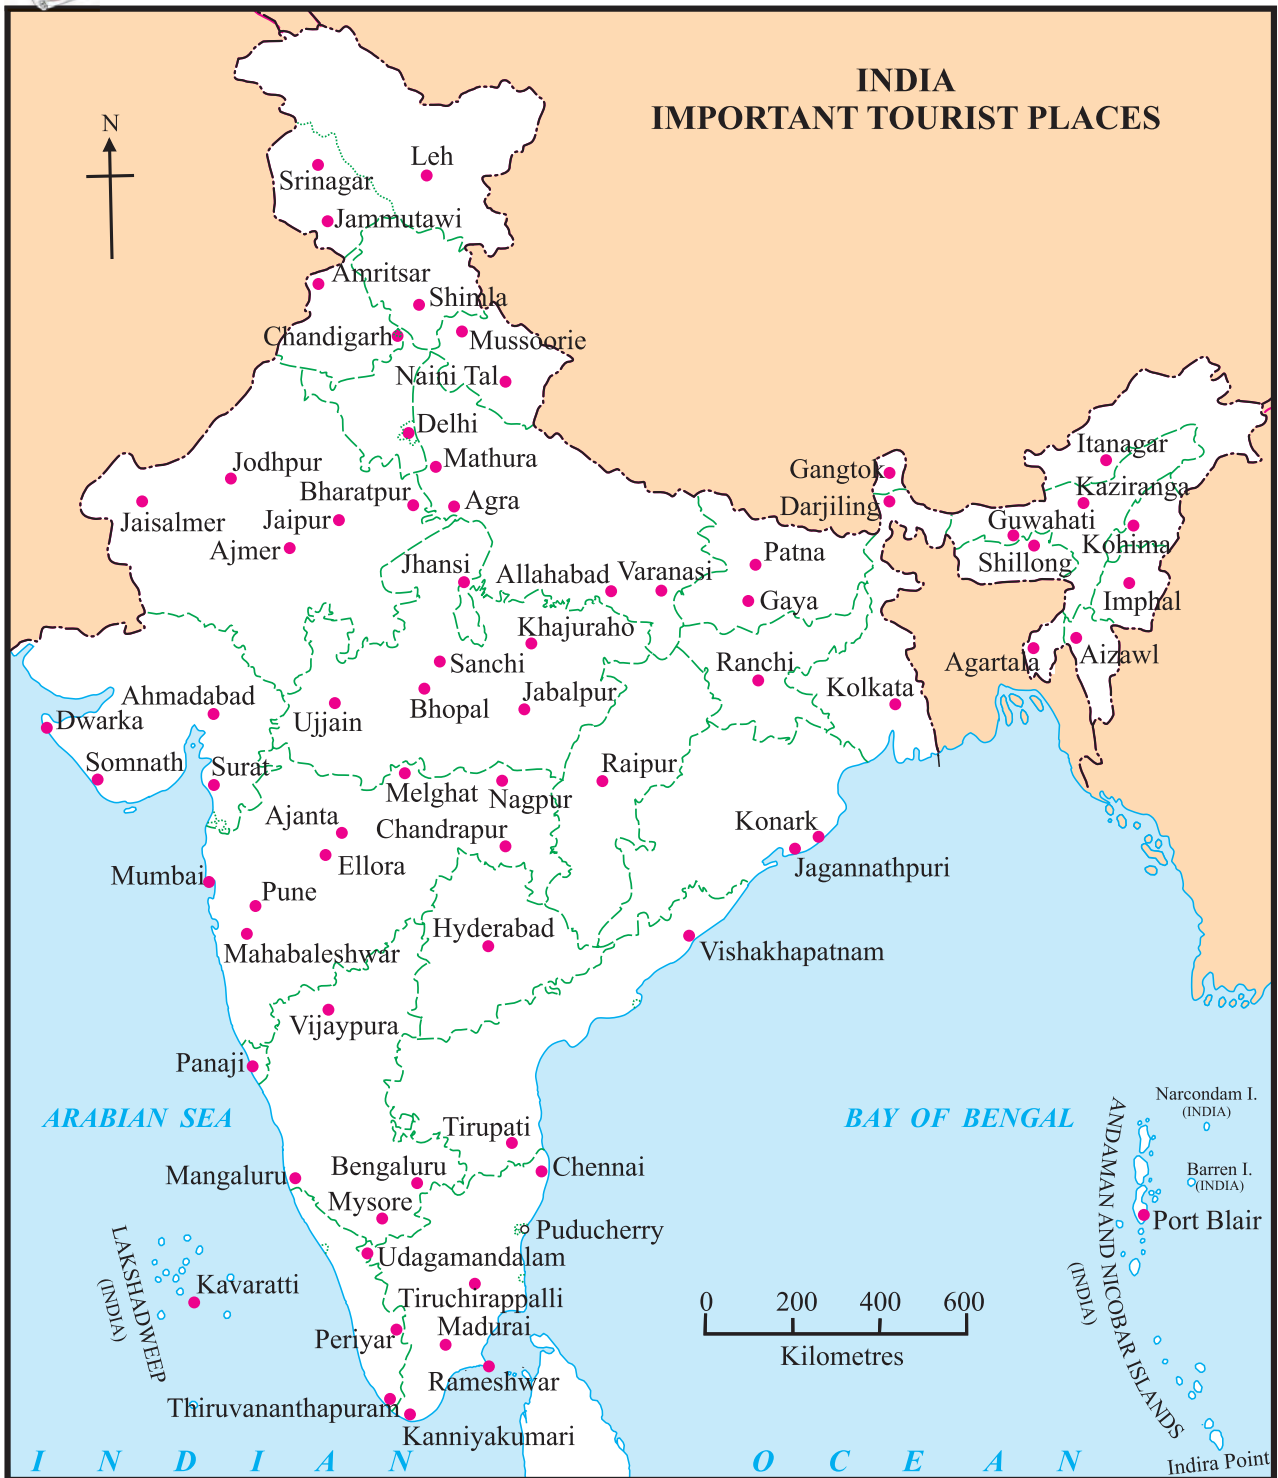 INDIA
IMPORTANT TOURIST PLACES
N
Leh
Srinagar
Jammutawi
Amritsar
Shimla
Chandigarh
Mussoorie
Naini Tal
Delhi
Mathura
Jodhpur
Bharatpur
Agra
Jaisalmer
Jaipur
Ajmer
Gangtok
Darjiling
Itanagar
Kaziranga
Guwahati
Kohima
Shillong
Imphal
Patna
Jhansi
Allahabad
Varanasi
Gaya
Khajuraho
Sanchi
Ranchi
Agartala
Aizawl
Kolkata
Ahmadabad
Bhopal
Jabalpur
Dwarka
Ujjain
Somnath
Surat
Raipur
Melghat
Nagpur
Ajanta
Chandrapur
Konark
Ellora
Jagannathpuri
Mumbai
Pune
Hyderabad
Mahabaleshwar
Vishakhapatnam
Vijaypura
Panaji
ARABIAN SEA
BAY OF BENGAL
Narcondam I.
(INDIA)
Tirupati
Bengaluru
Chennai
Mangaluru
Barren I.
(INDIA)
Mysore
Port Blair
Puducherry
Udagamandalam
ANDAMAN AND NICOBAR ISLANDS
(INDIA)
LAKSHADWEEP
(INDIA)
Kavaratti
Tiruchirappalli
0 200 400 600
Kilometres
Madurai
Periyar
Rameshwar
Thiruvananthapuram
Kanniyakumari
INDIAN OCEAN
Indira Point